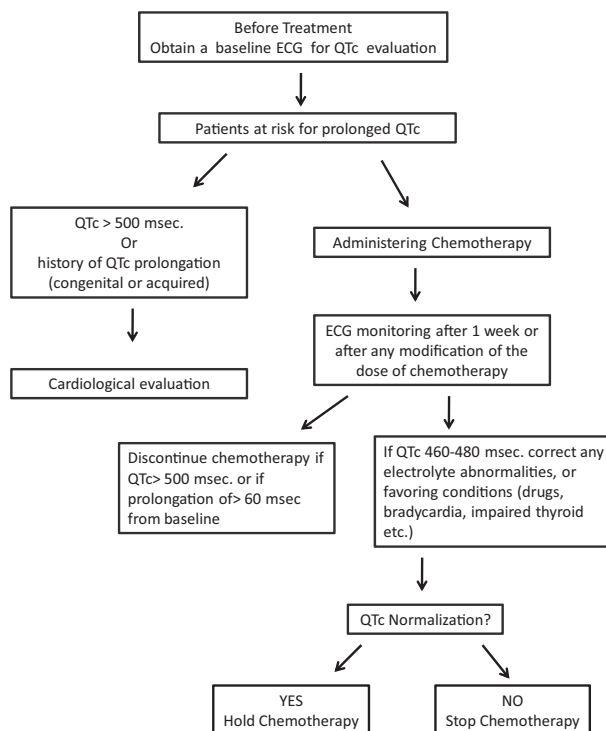 Before Treatment
Obtain a baseline ECG for QTc evaluation
Patients at risk for prolonged QTc
QTc > 500 msec.
Or
history of QTc prolongation
(congenital or acquired)
Administering Chemotherapy
Cardiological evaluation
ECG monitoring after 1 week or
after any modification of the
dose of chemotherapy
Discontinue chemotherapy if
QTc> 500 msec. or if
prolongation of> 60 msec
from baseline
If QTc 460-480 msec. correct any
electrolyte abnormalities, or
favoring conditions (drugs,
bradycardia, impaired thyroid
etc.)
QTc Normalization?
YES
Hold Chemotherapy
NO
Stop Chemotherapy